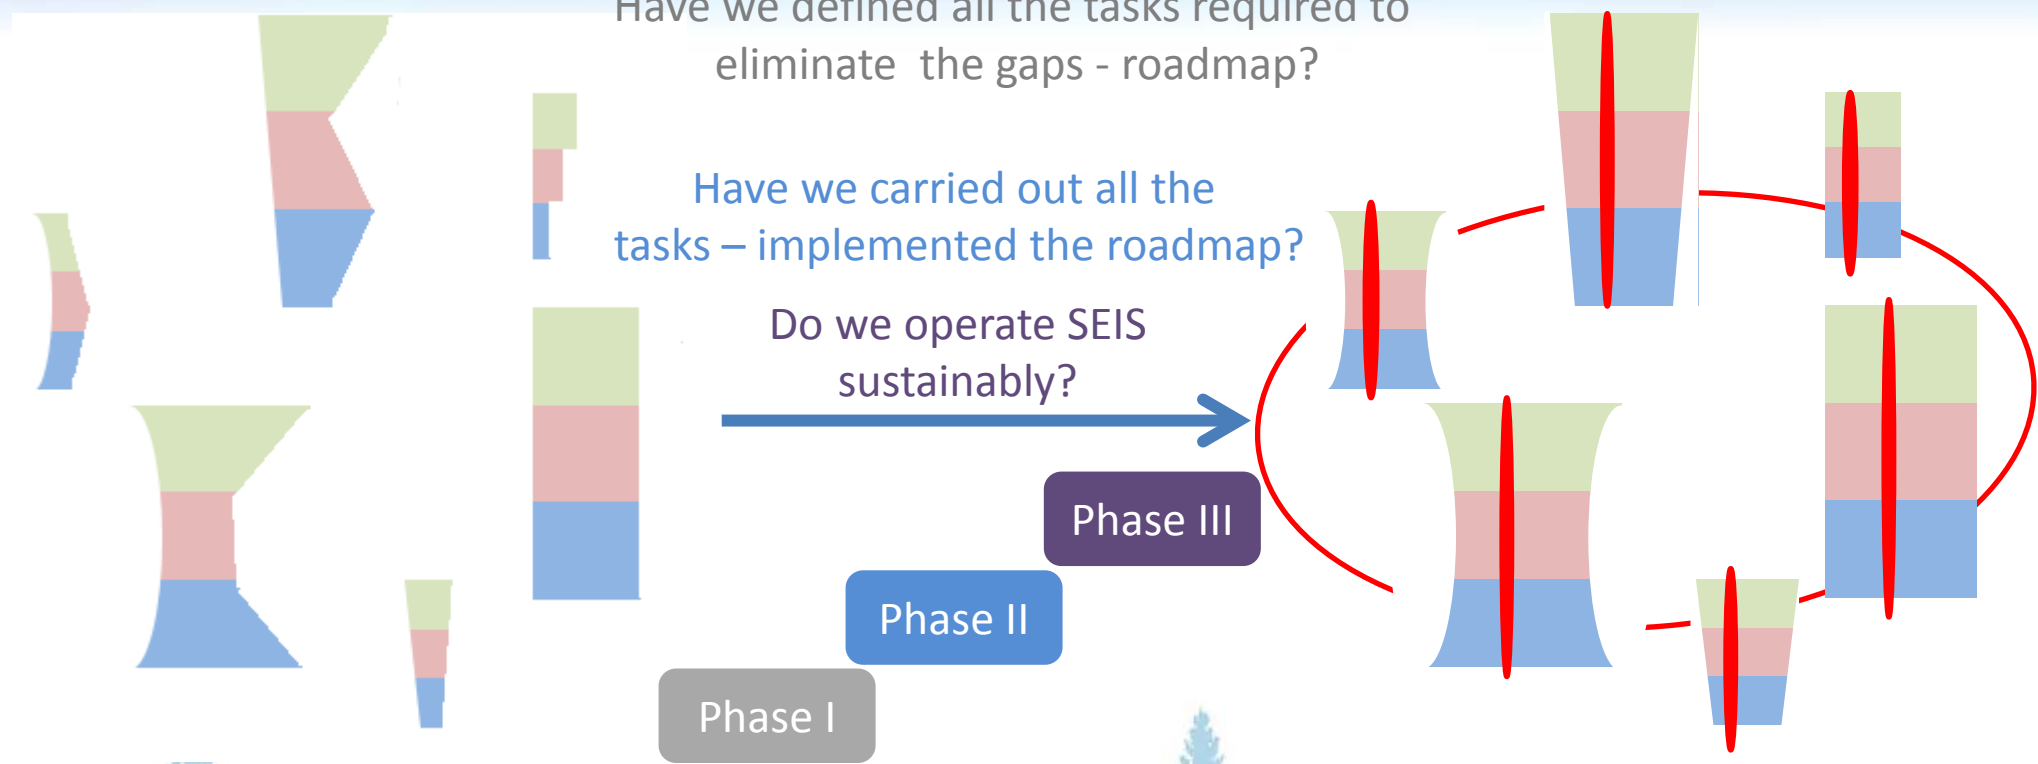 Have we defined all the tasks required to
eliminate the gaps - roadmap?
Have we carried out all the
tasks – implemented the roadmap?
Do we operate SEIS
sustainably?
Phase III
Phase II
Phase I